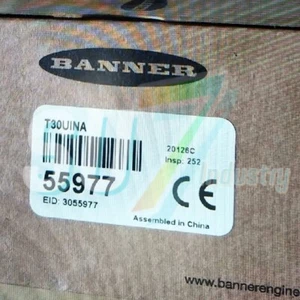 BANNER
T30UINA
20126C
Insp: 252
55977
EID: 3055977
CE
Assembled in China
www.bannerengine